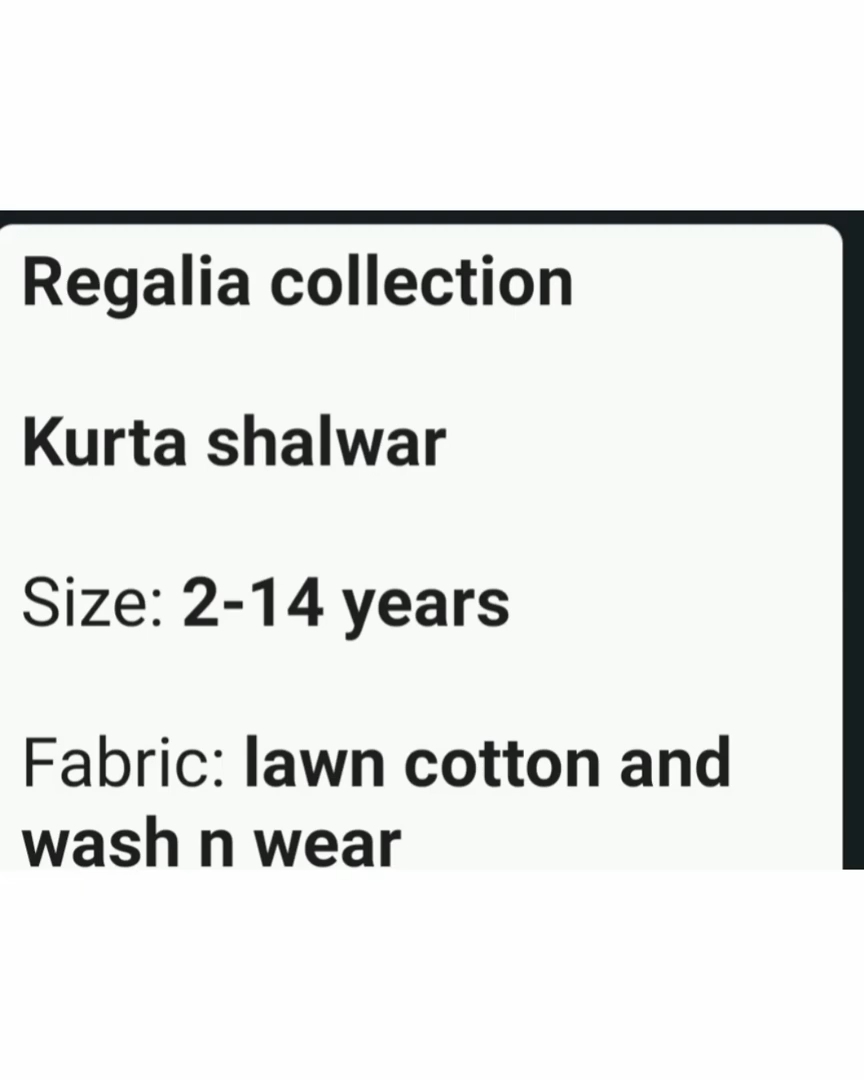 Regalia collection
Kurta shalwar
Size: 2-14 years
Fabric: lawn cotton and
wash n wear